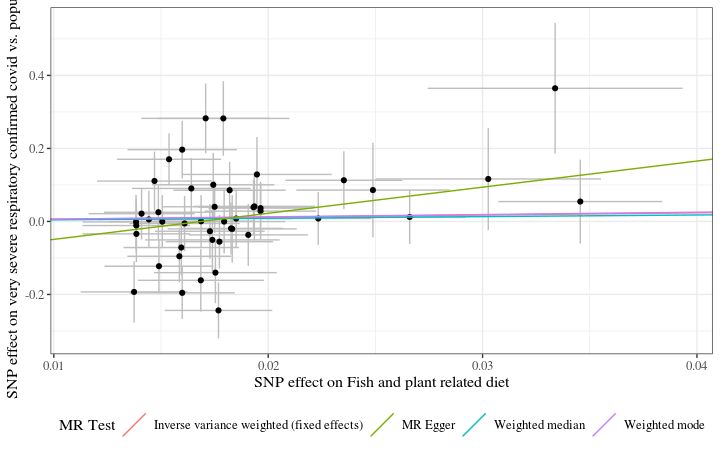 SNP effect on very severe respiratory confirmed covid vs.
0.4
0.2
0.0
-0.2
0.01 0.02 0.03 0.04
SNP effect on Fish and plant related diet
MR Test Inverse variance weighted (fixed effects) MR Egger Weighted median Weighted mode